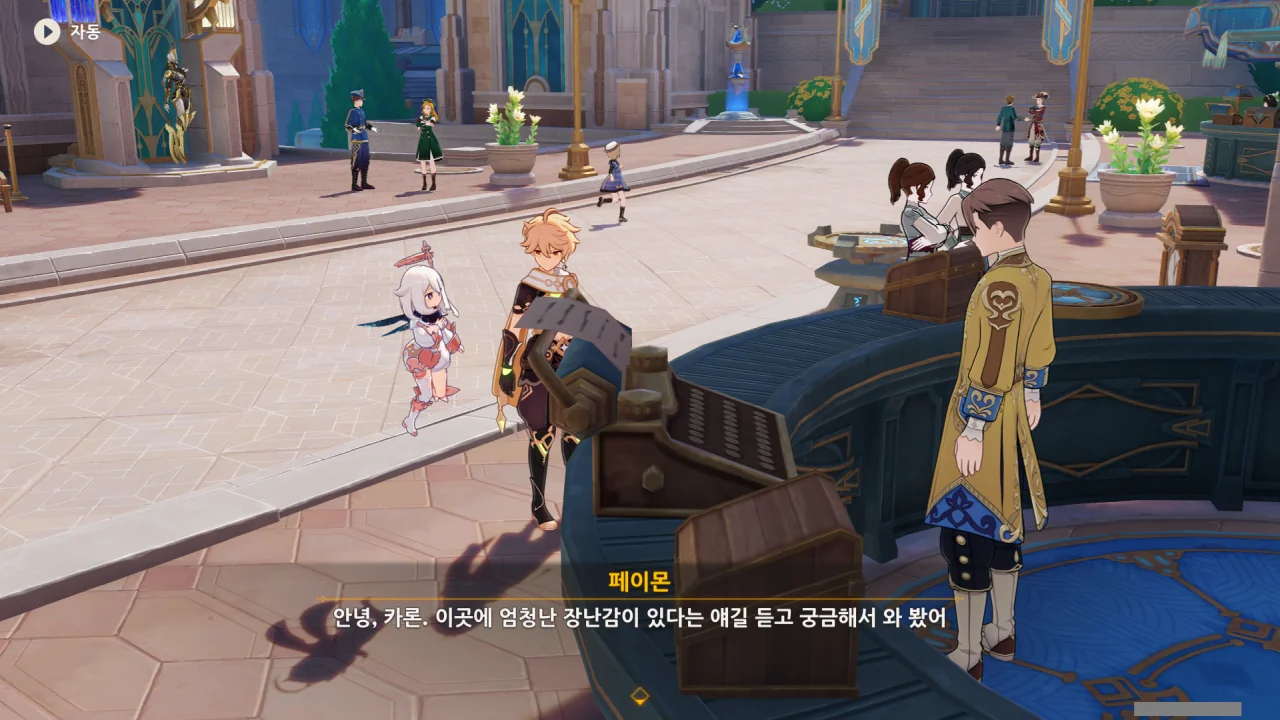 자동
페이몬
안녕, 카론. 이곳에 엄청난 장난감이 있다는 얘길 듣고 궁금해서 와 봤어